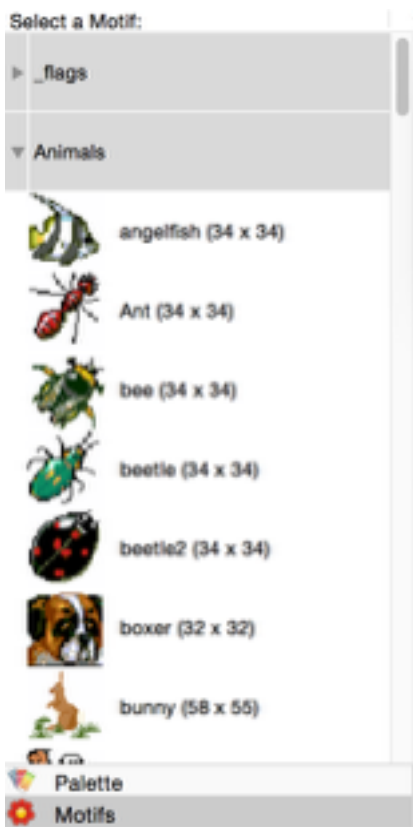 Select a Motif:
_flags
Animals
angelfish (34 x 34)
Ant (34 x 34)
bee (34 x 34)
beetle (34 x 34)
beetle2 (34 x 34)
boxer (32 x 32)
bunny (58 x 55)
Palette
Motifs